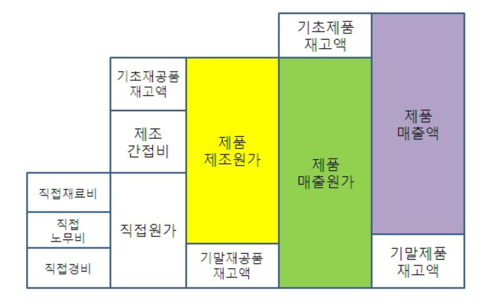 기초제품
재고액
기초재공품
재고액
제품
매출액
제조
간접비
제품
제조원가
제품
매출원가
직접재료비
직접
노무비
직접원가
직접경비
기말재공품
재고액
기말제품
재고액